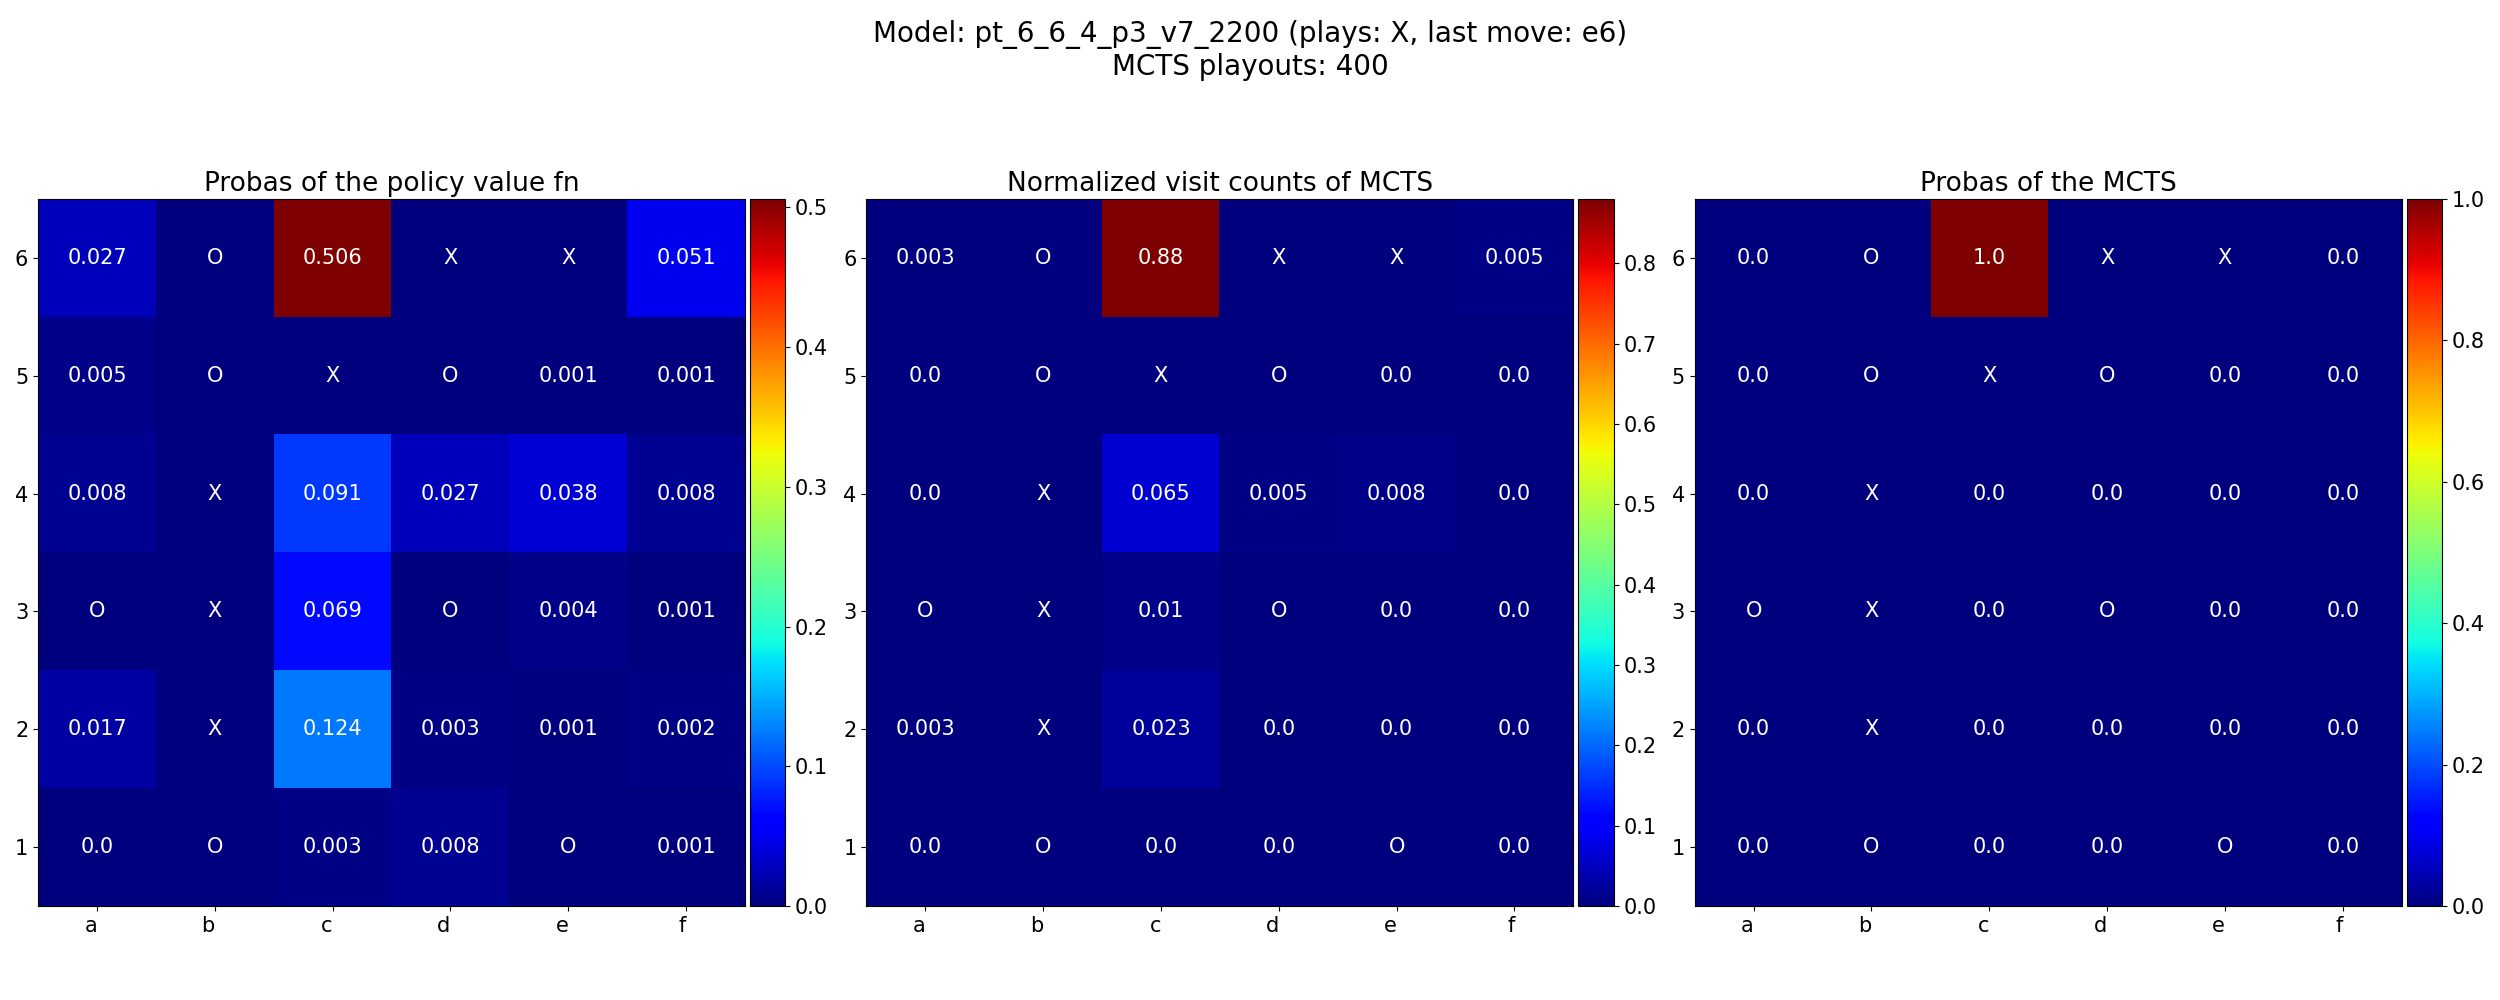 Model: pt_6_6_4_p3_v7_2200 (plays: X, last move: e6)
MCTS playouts: 400
Probas of the policy value fn
6 0.027 O 0.506 X X 0.051
5 0.005 O X O 0.001 0.001
4 0.008 X 0.091 0.027 0.038 0.008
3 O X 0.069 O 0.004 0.001
2 0.017 X 0.124 0.003 0.001 0.002
1 0.0 O 0.003 0.008 O 0.001
a b c d e f
0.5
0.4
0.3
0.2
0.1
0.0
Normalized visit counts of MCTS
6 0.003 O 0.88 X X 0.005
5 0.0 O X O 0.0 0.0
4 0.0 X 0.065 0.005 0.008 0.0
3 O X 0.01 O 0.0 0.0
2 0.003 X 0.023 0.0 0.0 0.0
1 0.0 O 0.0 0.0 O 0.0
a b c d e f
0.8
0.7
0.6
0.5
0.4
0.3
0.2
0.1
0.0
Probas of the MCTS
6 0.0 O 1.0 X X 0.0
5 0.0 O X O 0.0 0.0
4 0.0 X 0.0 0.0 0.0 0.0
3 O X 0.0 O 0.0 0.0
2 0.0 X 0.0 0.0 0.0 0.0
1 0.0 O 0.0 0.0 O 0.0
a b c d e f
1.0
0.8
0.6
0.4
0.2
0.0